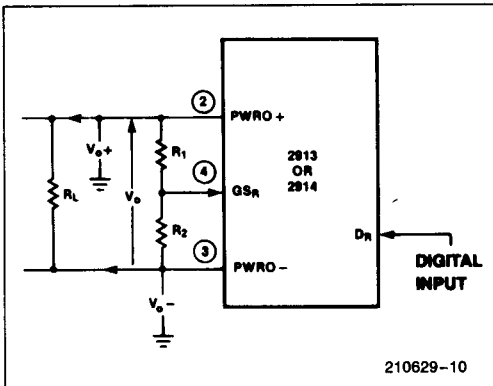 2
PWRO+
Vo+
R1
2913
OR
2914
4
GSR
RL
Vo
R2
DR
3
PWRO−
DIGITAL
INPUT
Vo−
210629-10